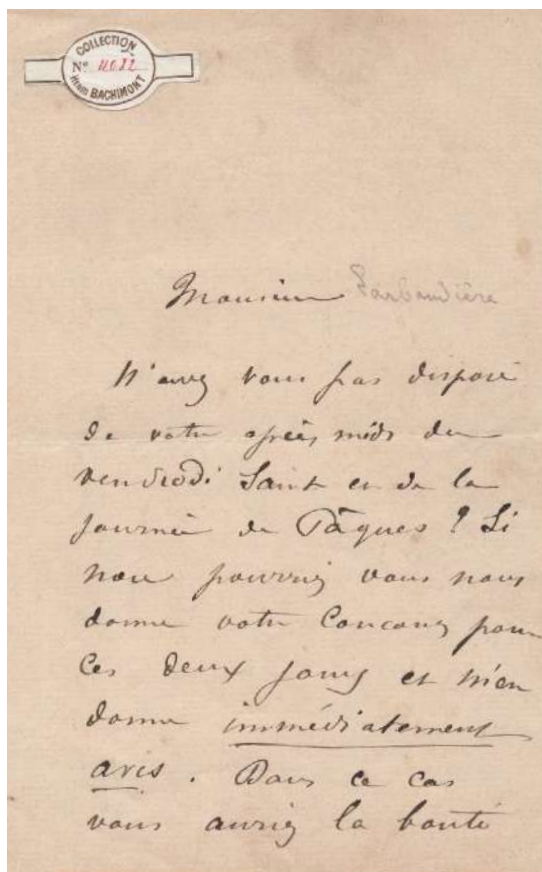 COLLECTION
No 4022
HENRI BACHIMONT
Monsieur
N'avez vous pas disposé
de votre après midi du
vendredi Saint et de la
journée de Pâques ? Si
non pourriez vous nous
donner votre concours pour
ces deux jours et m'en
donner immédiatement
avis. Dans ce cas
vous auriez la bonté